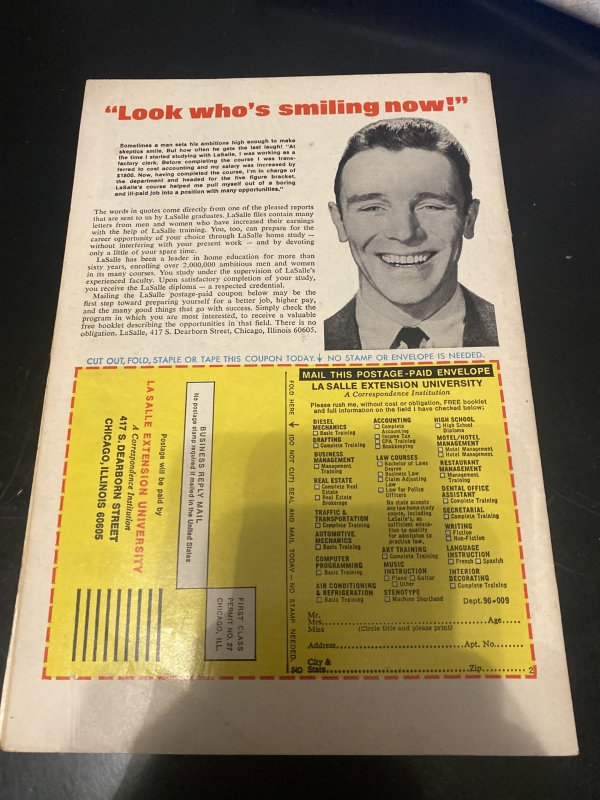 "Look who's smiling now!"
Sometimes a man sets his ambitions high enough to make
skeptics smile. But how often he gets the last laugh! "At
the time I started studying with LaSalle, I was working as a
factory clerk. Before completing the course I was trans-
ferred to cost accounting and my salary was increased by
$1800. Now, having completed the course, I'm in charge of
the department and headed for the five figure bracket.
LaSalle's course helped me pull myself out of a boring
and ill-paid job into a position with many opportunities."
The words in quotes come directly from one of the pleased reports
that are sent to us by LaSalle graduates. LaSalle files contain many
letters from men and women who have increased their earnings
with the help of LaSalle training. You, too, can prepare for the
career opportunity of your choice through LaSalle home study —
without interfering with your present work — and by devoting
only a little of your spare time.
LaSalle has been a leader in home education for more than
sixty years, enrolling over 2,000,000 ambitious men and women
in its many courses. You study under the supervision of LaSalle's
experienced faculty. Upon satisfactory completion of your study,
you receive the LaSalle diploma — a respected credential.
Mailing the LaSalle postage-paid coupon below may be the
first step toward preparing yourself for a better job, higher pay,
and the many good things that go with success. Simply check the
program in which you are most interested, to receive a valuable
free booklet describing the opportunities in that field. There is no
obligation. LaSalle, 417 S. Dearborn Street, Chicago, Illinois 60605.
CUT OUT, FOLD, STAPLE OR TAPE THIS COUPON TODAY. NO STAMP OR ENVELOPE IS NEEDED.
Postage will be paid by
LA SALLE EXTENSION UNIVERSITY
A Correspondence Institution
417 S. DEARBORN STREET
CHICAGO, ILLINOIS 60605
BUSINESS REPLY MAIL
No postage stamp required if mailed in the United States
FIRST CLASS
PERMIT NO. 27
CHICAGO, ILL.
FOLD HERE (DO NOT CUT) SEAL AND MAIL TODAY — NO STAMP NEEDED.
MAIL THIS POSTAGE-PAID ENVELOPE
LA SALLE EXTENSION UNIVERSITY
A Correspondence Institution
Please rush me, without cost or obligation, FREE booklet
and full information on the field I have checked below:
DIESEL
MECHANICS
Basic Training
DRAFTING
Complete Training
BUSINESS
MANAGEMENT
Management
Training
REAL ESTATE
Complete Real
Estate
Real Estate
Brokerage
TRAFFIC &
TRANSPORTATION
Complete Training
AUTOMOTIVE
MECHANICS
Basic Training
COMPUTER
PROGRAMMING
Basic Training
AIR CONDITIONING
& REFRIGERATION
Basic Training
ACCOUNTING
Complete
Accounting
Income Tax
CPA Training
Bookkeeping
LAW COURSES
Bachelor of Laws
Degree
Business Law
Claim Adjusting
Law
Law for Police
Officers
No state accepts
any law home study
course, including
LaSalle's, as
sufficient educa-
tion to qualify
for admission to
practice law.
ART TRAINING
Complete Training
MUSIC
INSTRUCTION
Piano Guitar
Other
STENOTYPE
Machine Shorthand
HIGH SCHOOL
High School
Diploma
MOTEL/HOTEL
MANAGEMENT
Motel Management
Hotel Management
RESTAURANT
MANAGEMENT
Management
Training
DENTAL OFFICE
ASSISTANT
Complete Training
SECRETARIAL
Complete Training
WRITING
Fiction
Non-Fiction
LANGUAGE
INSTRUCTION
French Spanish
INTERIOR
DECORATING
Complete Training
Dept. 90-009
Mr.
Mrs. Age
Miss (Circle title and please print)
Address Apt. No.
City &
State Zip 2